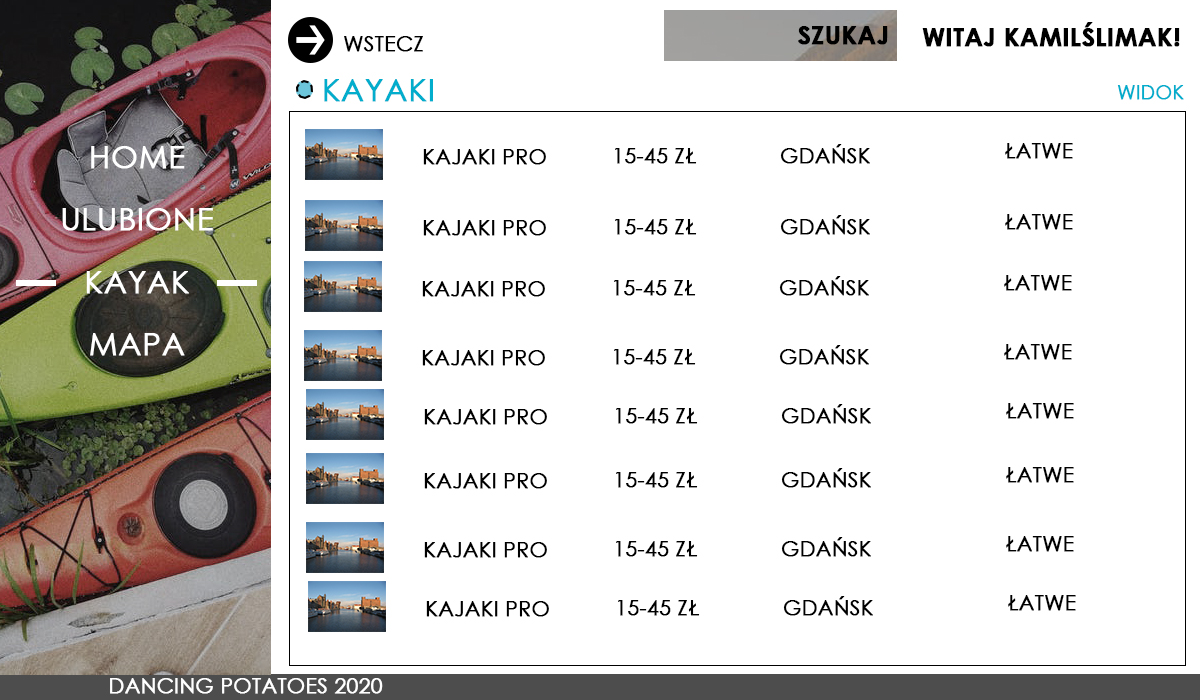 WSTECZ
SZUKAJ
WITAJ KAMILŚLIMAK!
KAYAKI
WIDOK
HOME
ULUBIONE
KAYAK
MAPA
KAJAKI PRO 15-45 ZŁ GDAŃSK ŁATWE
KAJAKI PRO 15-45 ZŁ GDAŃSK ŁATWE
KAJAKI PRO 15-45 ZŁ GDAŃSK ŁATWE
KAJAKI PRO 15-45 ZŁ GDAŃSK ŁATWE
KAJAKI PRO 15-45 ZŁ GDAŃSK ŁATWE
KAJAKI PRO 15-45 ZŁ GDAŃSK ŁATWE
KAJAKI PRO 15-45 ZŁ GDAŃSK ŁATWE
KAJAKI PRO 15-45 ZŁ GDAŃSK ŁATWE
DANCING POTATOES 2020